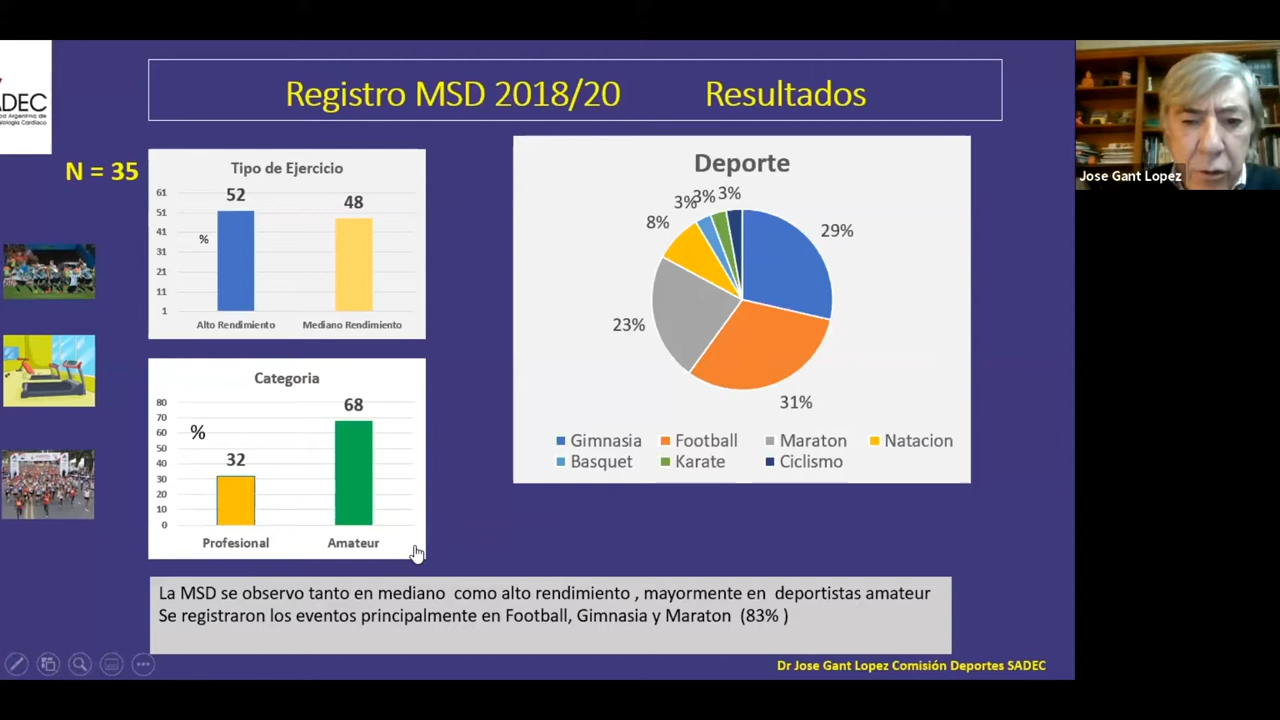 Registro MSD 2018/20 Resultados
ADEC
N = 35
Tipo de Ejercicio
52
48
61
51
41
31
21
11
1
%
Alto Rendimiento
Mediano Rendimiento
Categoria
68
32
80
70
60
50
40
30
20
10
0
%
Profesional
Amateur
Deporte
3%
3%
3%
8%
29%
23%
31%
Gimnasia
Football
Maraton
Natacion
Basquet
Karate
Ciclismo
La MSD se observo tanto en mediano como alto rendimiento , mayormente en deportistas amateur
Se registraron los eventos principalmente en Football, Gimnasia y Maraton (83% )
Dr Jose Gant Lopez Comisión Deportes SADEC
Jose Gant Lopez